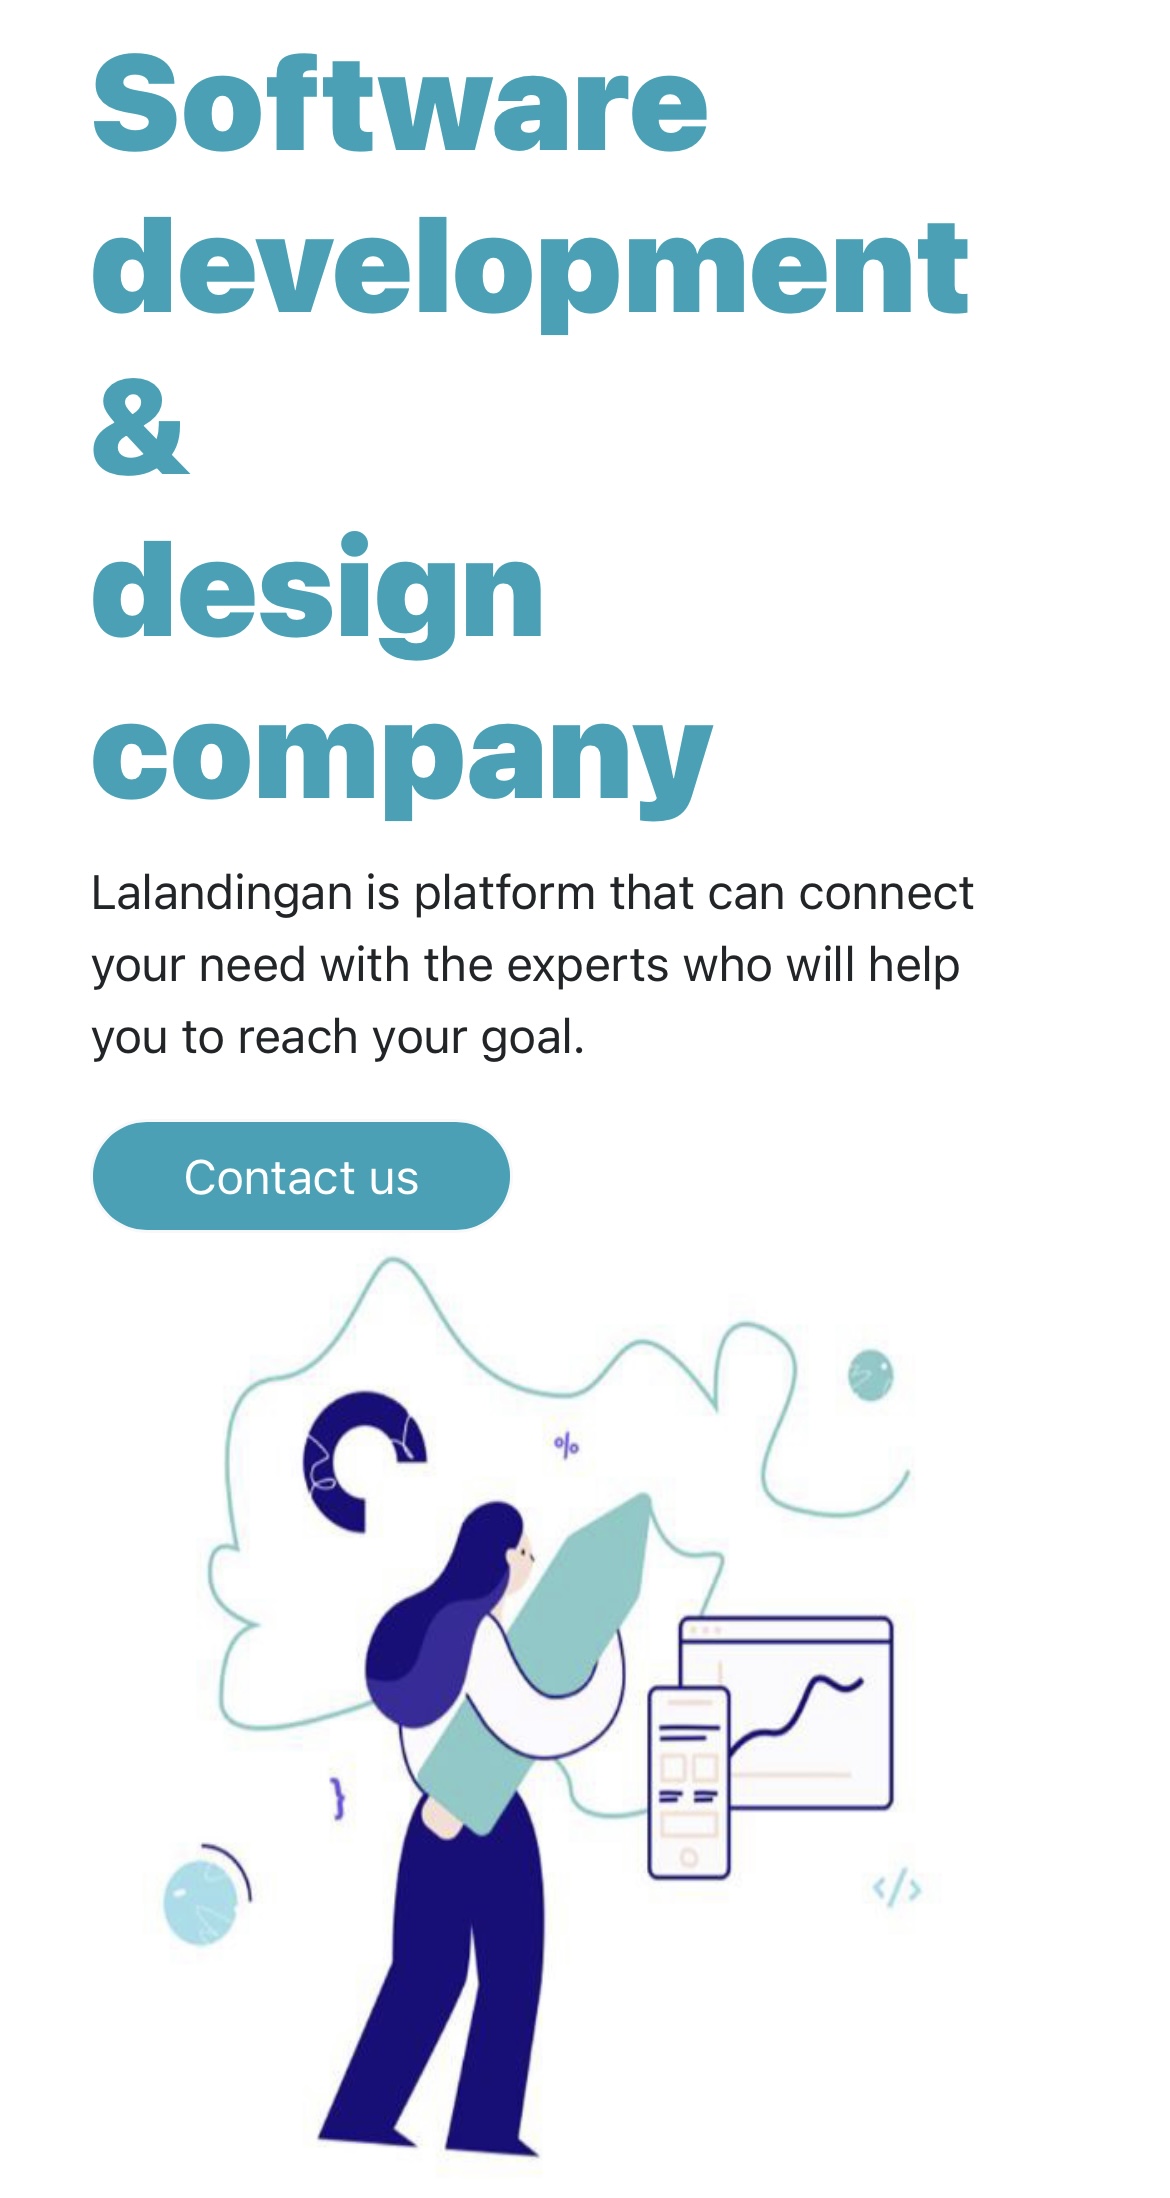 Software
development
&
design
company
Lalandingan is platform that can connect
your need with the experts who will help
you to reach your goal.
Contact us
%
}
</>